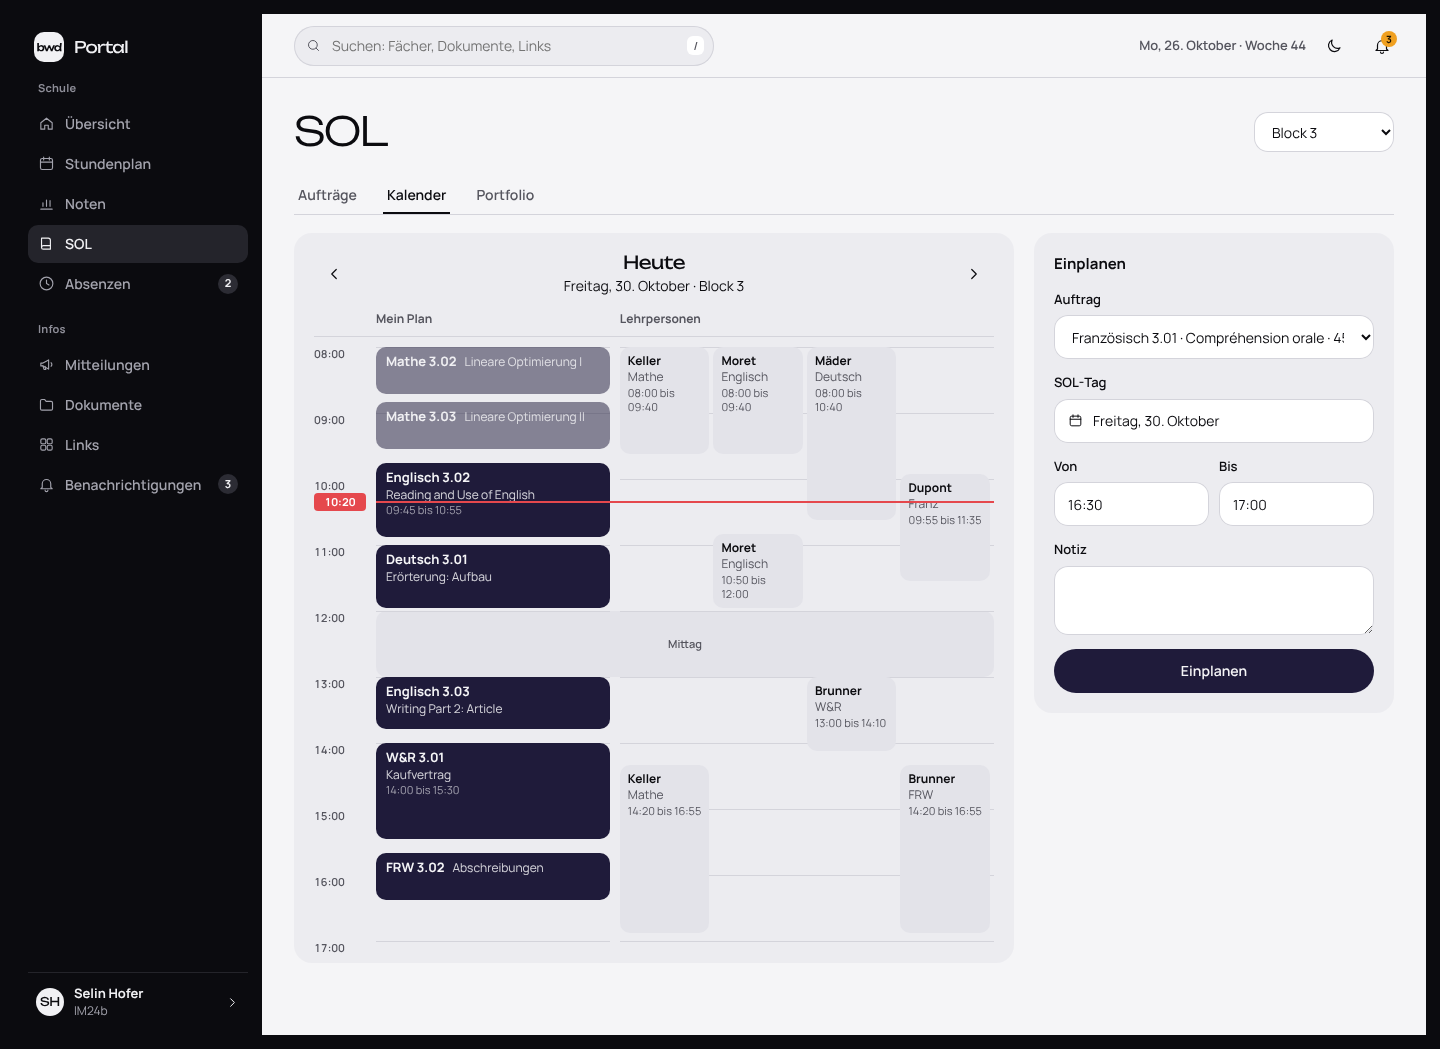 bwd Portal
Schule
Übersicht
Stundenplan
Noten
SOL
Absenzen 2
Infos
Mitteilungen
Dokumente
Links
Benachrichtigungen 3
SH Selin Hofer
IM24b
Suchen: Fächer, Dokumente, Links /
Mo, 26. Oktober · Woche 44
3
SOL
Block 3
Aufträge Kalender Portfolio
Heute
Freitag, 30. Oktober · Block 3
Mein Plan Lehrpersonen
08:00
09:00
10:00
10:20
11:00
12:00
13:00
14:00
15:00
16:00
17:00
Mathe 3.02 Lineare Optimierung I
Mathe 3.03 Lineare Optimierung II
Englisch 3.02
Reading and Use of English
09:45 bis 10:55
Deutsch 3.01
Erörterung: Aufbau
Mittag
Englisch 3.03
Writing Part 2: Article
W&R 3.01
Kaufvertrag
14:00 bis 15:30
FRW 3.02 Abschreibungen
Keller
Mathe
08:00 bis
09:40
Moret
Englisch
08:00 bis
09:40
Mäder
Deutsch
08:00 bis
10:40
Dupont
Franz
09:55 bis 11:35
Moret
Englisch
10:50 bis
12:00
Brunner
W&R
13:00 bis 14:10
Keller
Mathe
14:20 bis 16:55
Brunner
FRW
14:20 bis 16:55
Einplanen
Auftrag
Französisch 3.01 · Compréhension orale · 45
SOL-Tag
Freitag, 30. Oktober
Von Bis
16:30 17:00
Notiz
Einplanen